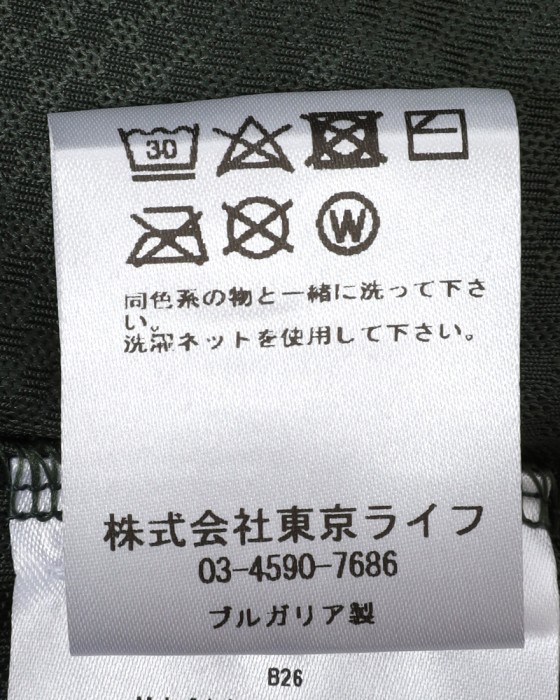 30
W
同色系の物と一緒に洗って下さ
い。
洗濯ネットを使用して下さい。
株式会社東京ライフ
03-4590-7686
ブルガリア製
B26